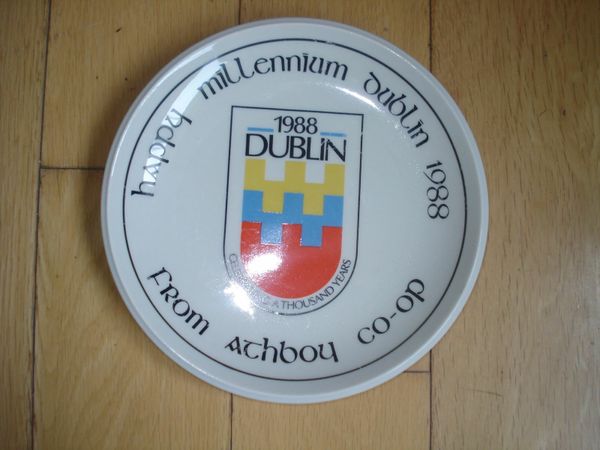 happy millennium dublin 1988
1988
DUBLIN
A THOUSAND YEARS
from athboy co-op